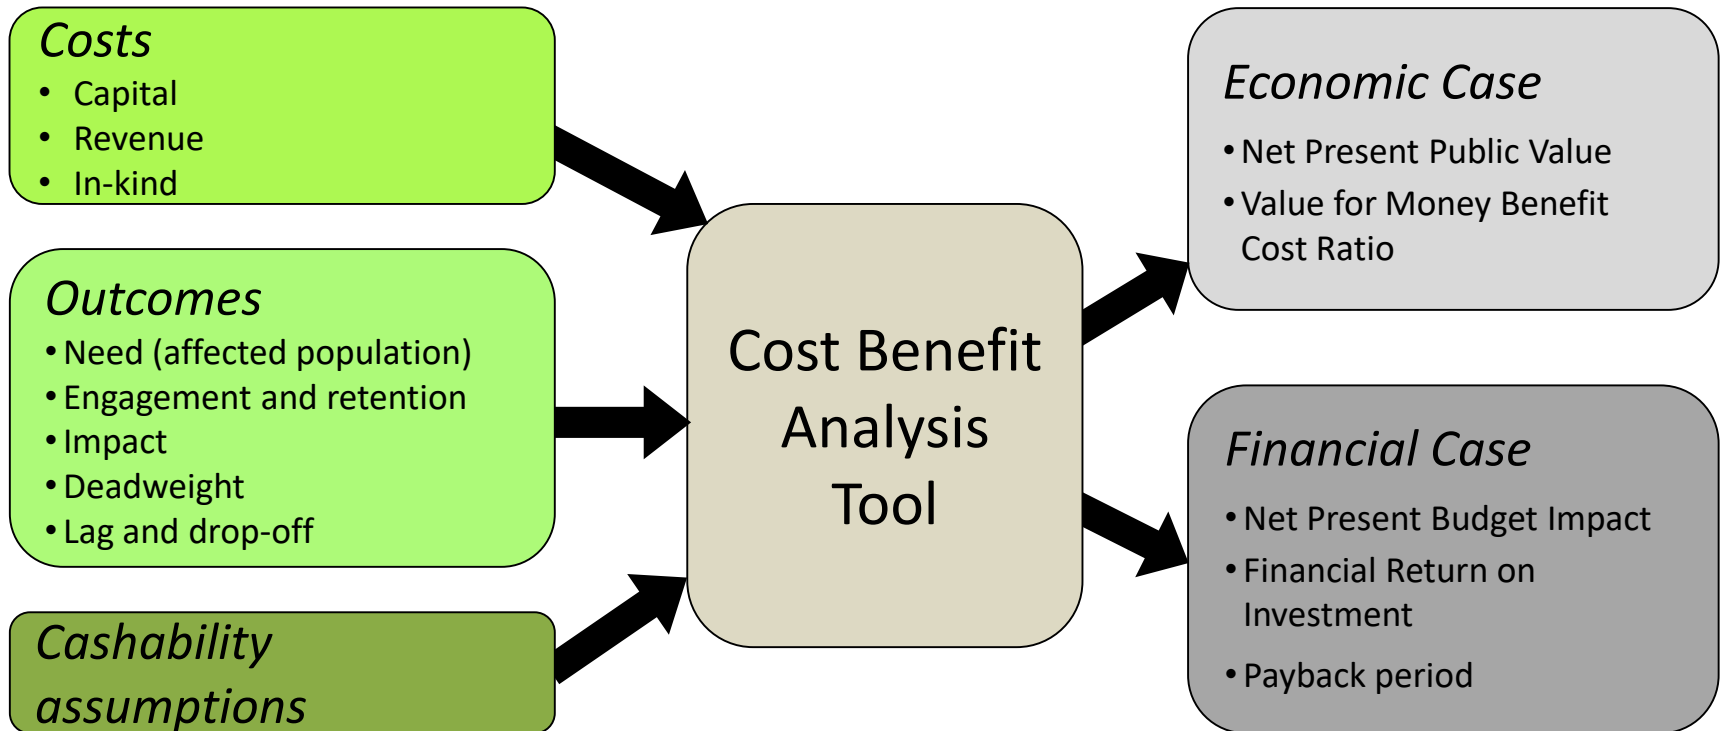 Costs
• Capital
• Revenue
• In-kind
Outcomes
• Need (affected population)
• Engagement and retention
• Impact
• Deadweight
• Lag and drop-off
Cashability
assumptions
Cost Benefit
Analysis
Tool
Economic Case
• Net Present Public Value
• Value for Money Benefit
Cost Ratio
Financial Case
• Net Present Budget Impact
• Financial Return on
Investment
• Payback period